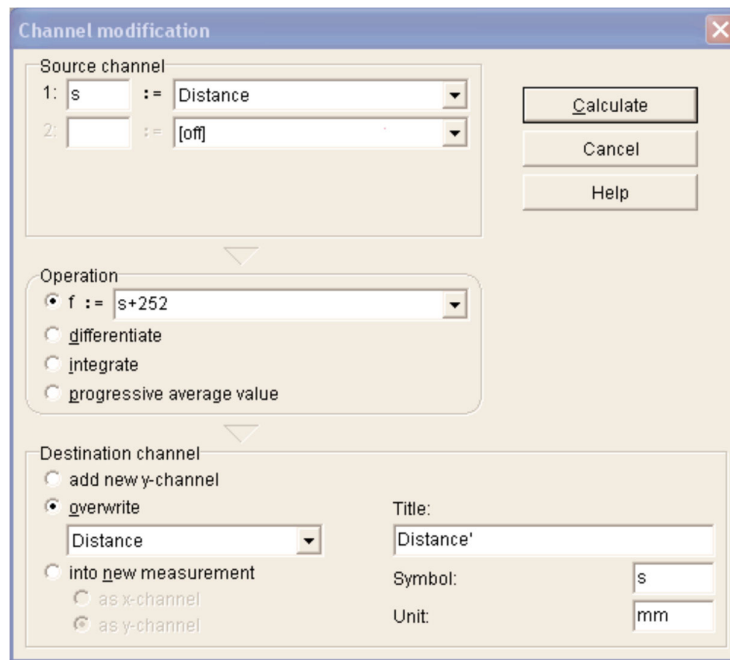 Channel modification
Source channel
1: s := Distance
2: := [off]
Calculate
Cancel
Help
Operation
f := s+252
differentiate
integrate
progressive average value
Destination channel
add new y-channel
overwrite
Distance
into new measurement
as x-channel
as y-channel
Title:
Distance'
Symbol: s
Unit: mm